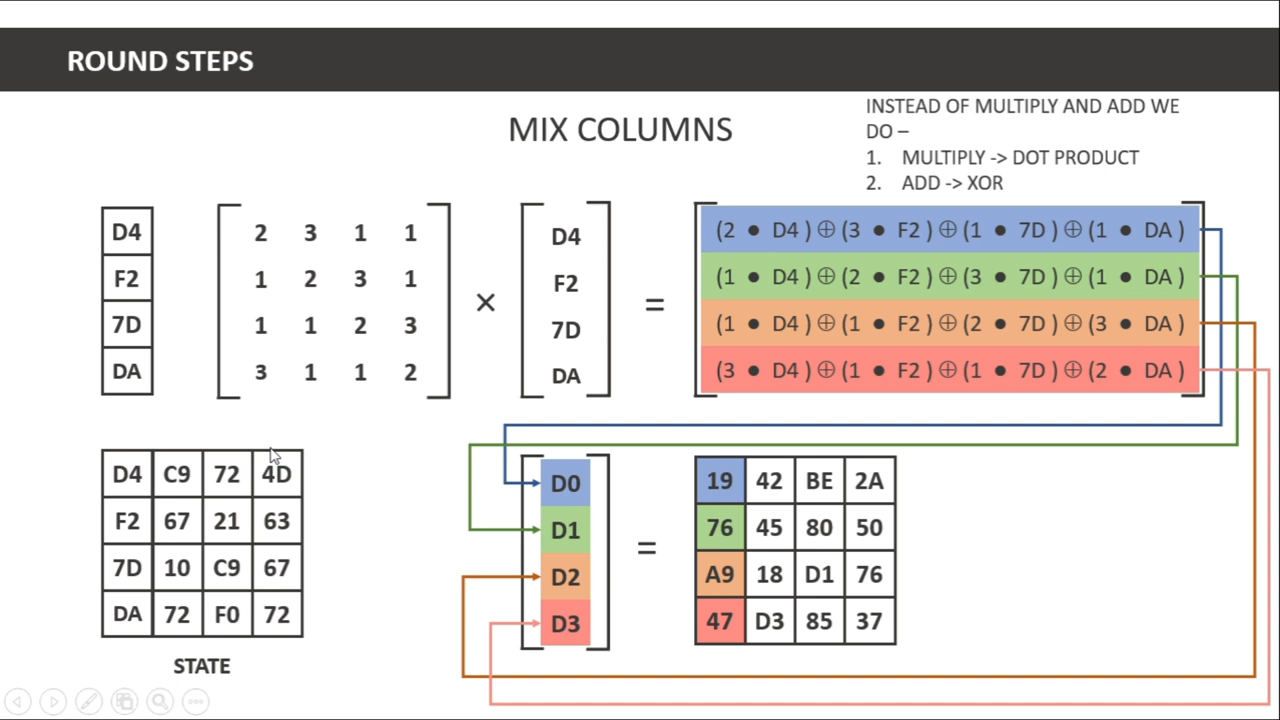 ROUND STEPS
MIX COLUMNS
INSTEAD OF MULTIPLY AND ADD WE
DO –
1. MULTIPLY -> DOT PRODUCT
2. ADD -> XOR
D4
F2
7D
DA
2 3 1 1
1 2 3 1
1 1 2 3
3 1 1 2
×
D4
F2
7D
DA
=
(2 ● D4 ) ⊕ (3 ● F2 ) ⊕ (1 ● 7D ) ⊕ (1 ● DA )
(1 ● D4 ) ⊕ (2 ● F2 ) ⊕ (3 ● 7D ) ⊕ (1 ● DA )
(1 ● D4 ) ⊕ (1 ● F2 ) ⊕ (2 ● 7D ) ⊕ (3 ● DA )
(3 ● D4 ) ⊕ (1 ● F2 ) ⊕ (1 ● 7D ) ⊕ (2 ● DA )
D4 C9 72 4D
F2 67 21 63
7D 10 C9 67
DA 72 F0 72
STATE
D0
D1
D2
D3
=
19 42 BE 2A
76 45 80 50
A9 18 D1 76
47 D3 85 37